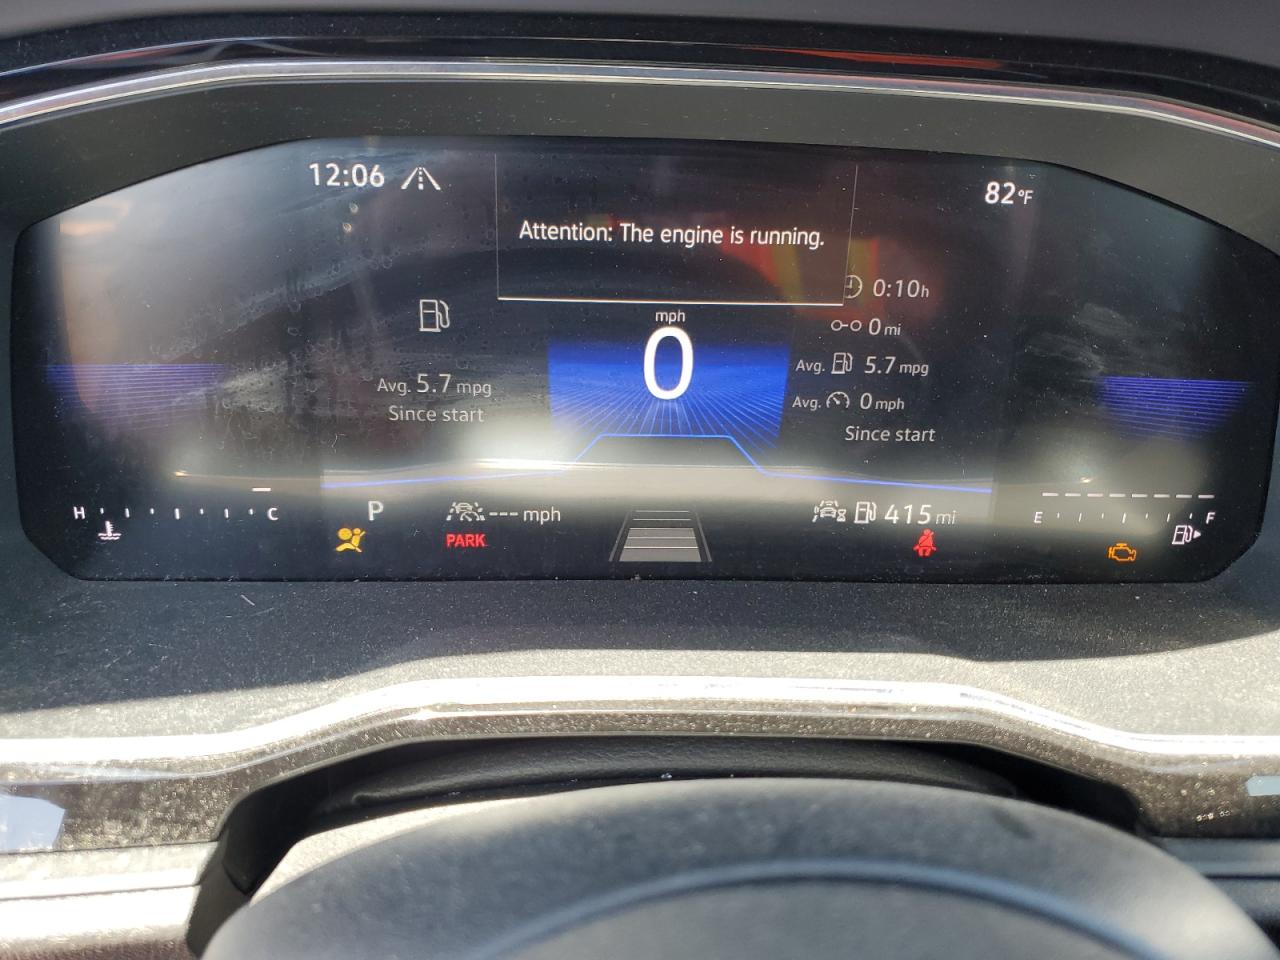 12:06
82°F
Attention: The engine is running.
0:10h
mph
0 mi
0
Avg. 5.7 mpg
Avg. 5.7 mpg
Avg. 0 mph
Since start
Since start
H C
P
--- mph
415 mi
E F
PARK